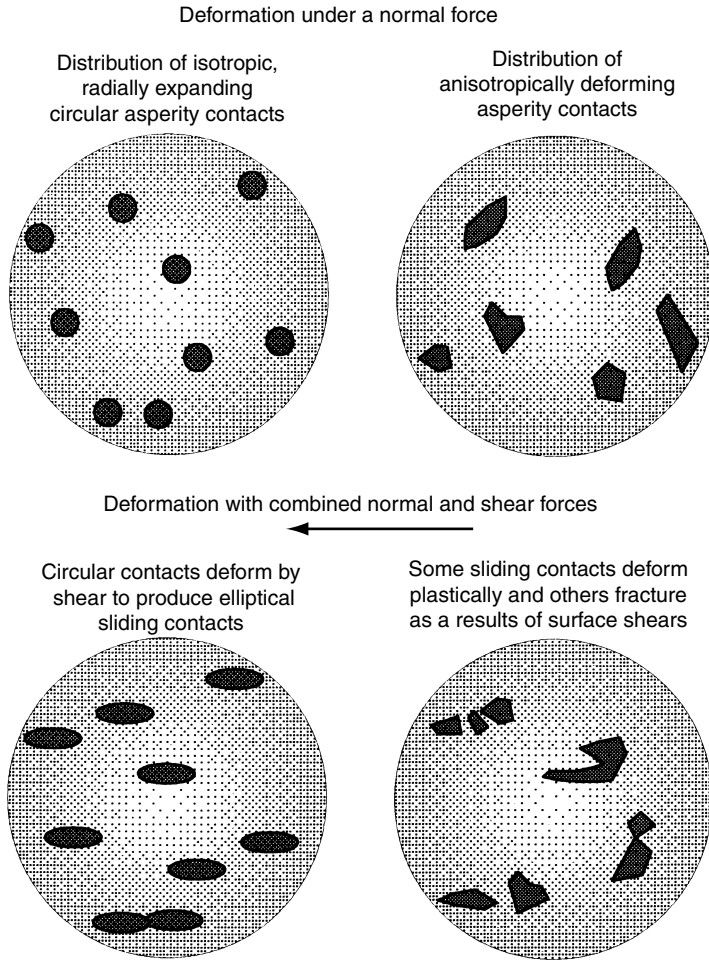 Deformation under a normal force
Distribution of isotropic,
radially expanding
circular asperity contacts
Distribution of
anisotropically deforming
asperity contacts
Deformation with combined normal and shear forces
Circular contacts deform by
shear to produce elliptical
sliding contacts
Some sliding contacts deform
plastically and others fracture
as a results of surface shears